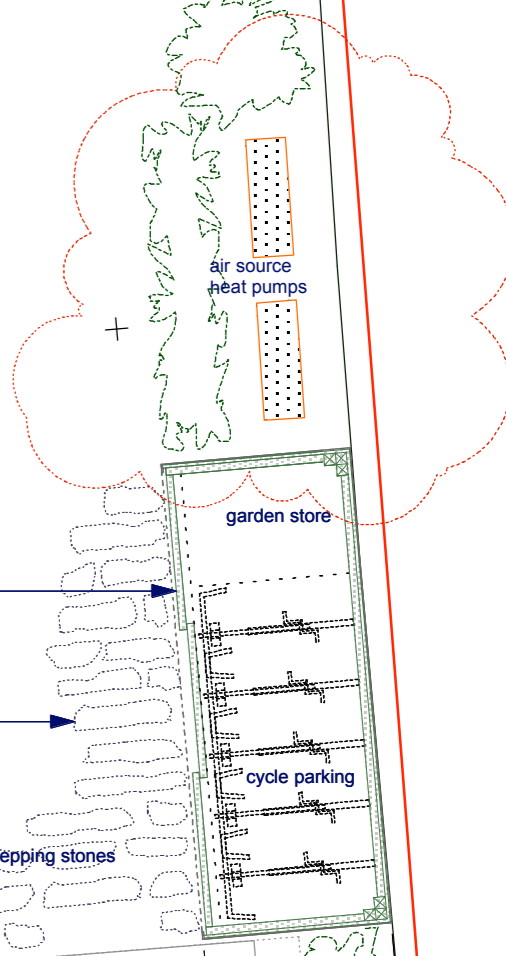 air source
heat pumps
garden store
cycle parking
epping stones